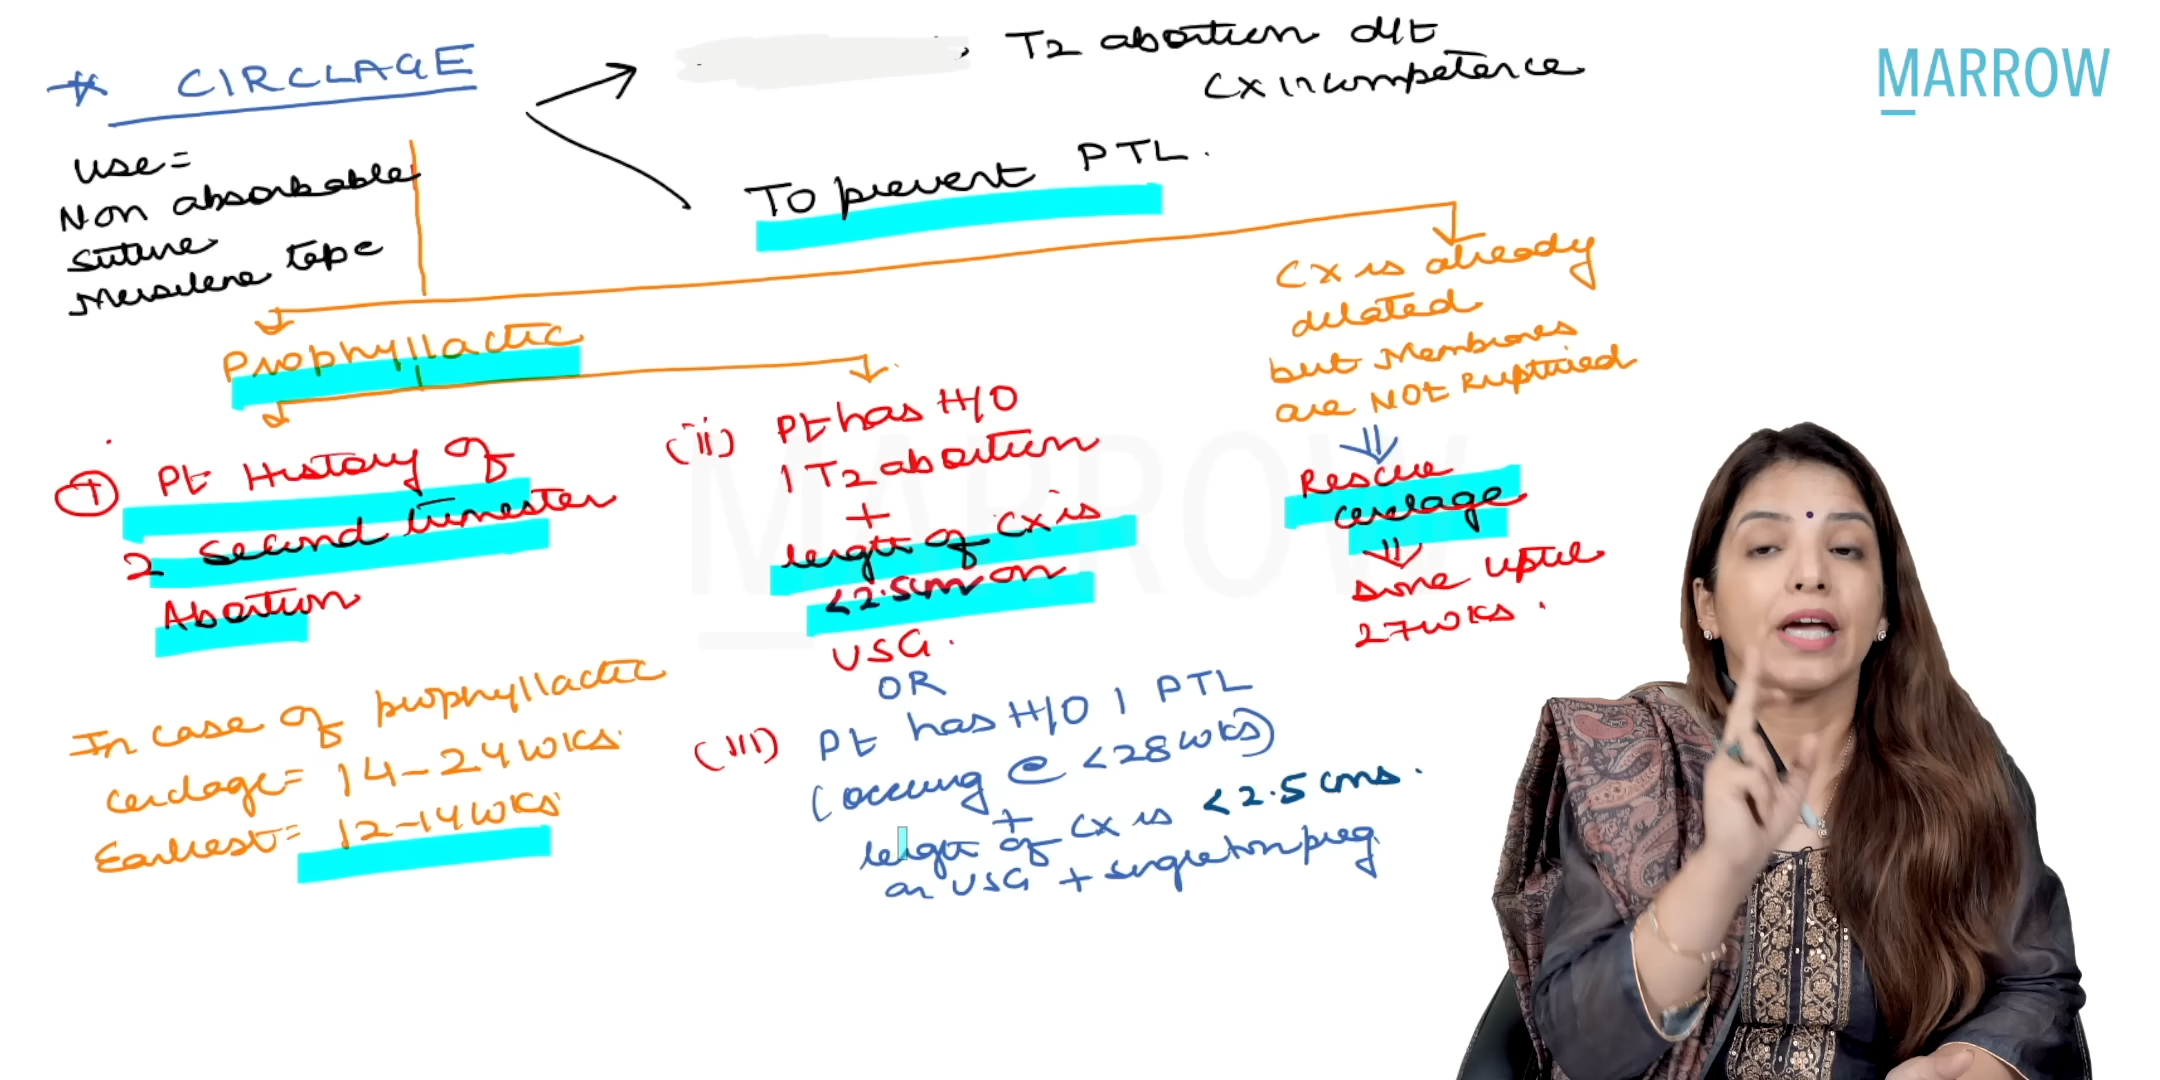 * CIRCLAGE
T2 abortion d/t
Cx incompetence
MARROW
use=
Non absorbable
suture
Mersilene tape
To prevent PTL.
Prophyllactic
Cx is already
dilated
but Membranes
are NOT Ruptured
Rescue
cerclage
Done uptil
27wks.
① Pt History of
2 Second trimester
Abortion
(ii) Pt has H/O
1 T2 abortion
+
length of Cx is
<2.5cm on
USG.
OR
(III) Pt has H/O 1 PTL
(occuring @ <28wks)
+
length of Cx is <2.5cms.
on USG + singleton preg
In case of prophyllactic
cerclage= 14-24wks.
Earliest= 12-14wks.
MARROW